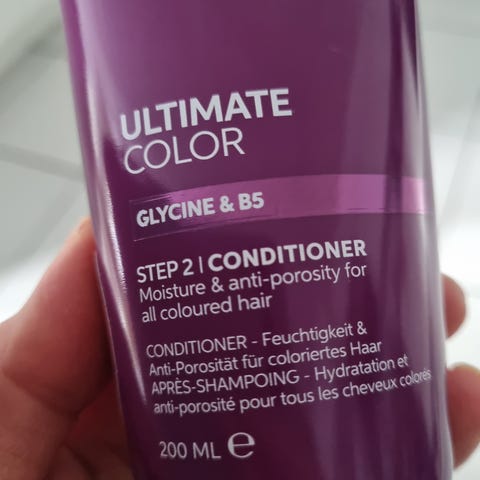 ULTIMATE
COLOR
GLYCINE & B5
STEP 2 | CONDITIONER
Moisture & anti-porosity for
all coloured hair
CONDITIONER - Feuchtigkeit &
Anti-Porosität für coloriertes Haar
APRÈS-SHAMPOING - Hydratation et
anti-porosité pour tous les cheveux colorés
200 ML ℮